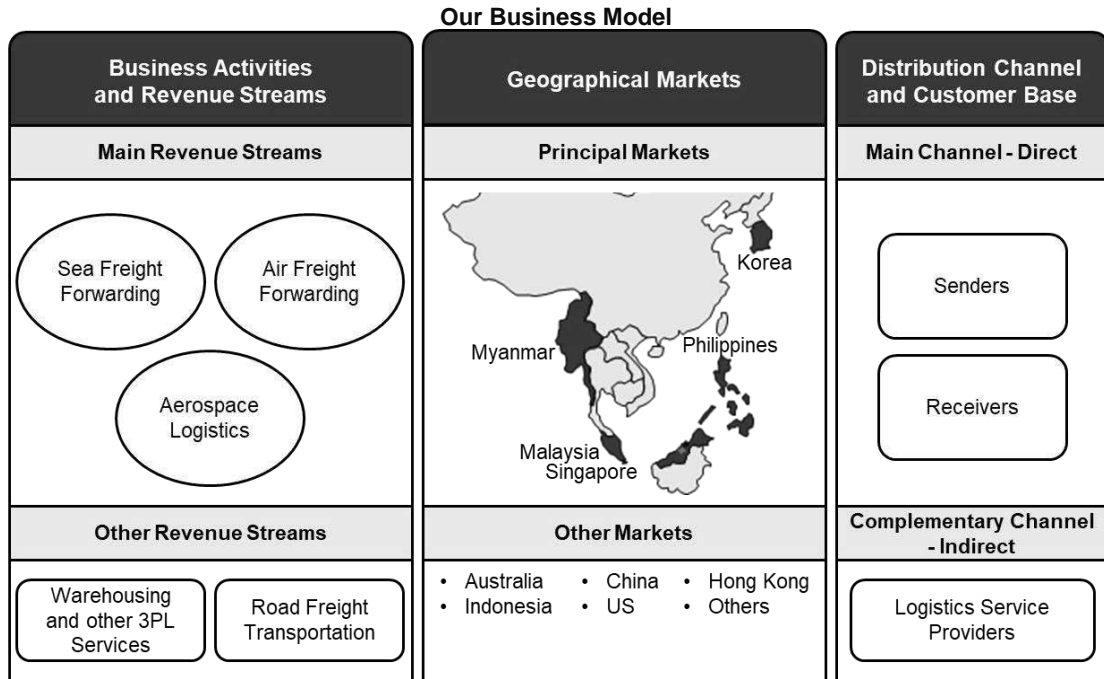 Our Business Model
Business Activities
and Revenue Streams
Main Revenue Streams
Sea Freight
Forwarding
Air Freight
Forwarding
Aerospace
Logistics
Other Revenue Streams
Warehousing
and other 3PL
Services
Road Freight
Transportation
Geographical Markets
Principal Markets
Korea
Myanmar
Philippines
Malaysia
Singapore
Other Markets
• Australia • China • Hong Kong
• Indonesia • US • Others
Distribution Channel
and Customer Base
Main Channel - Direct
Senders
Receivers
Complementary Channel
- Indirect
Logistics Service
Providers